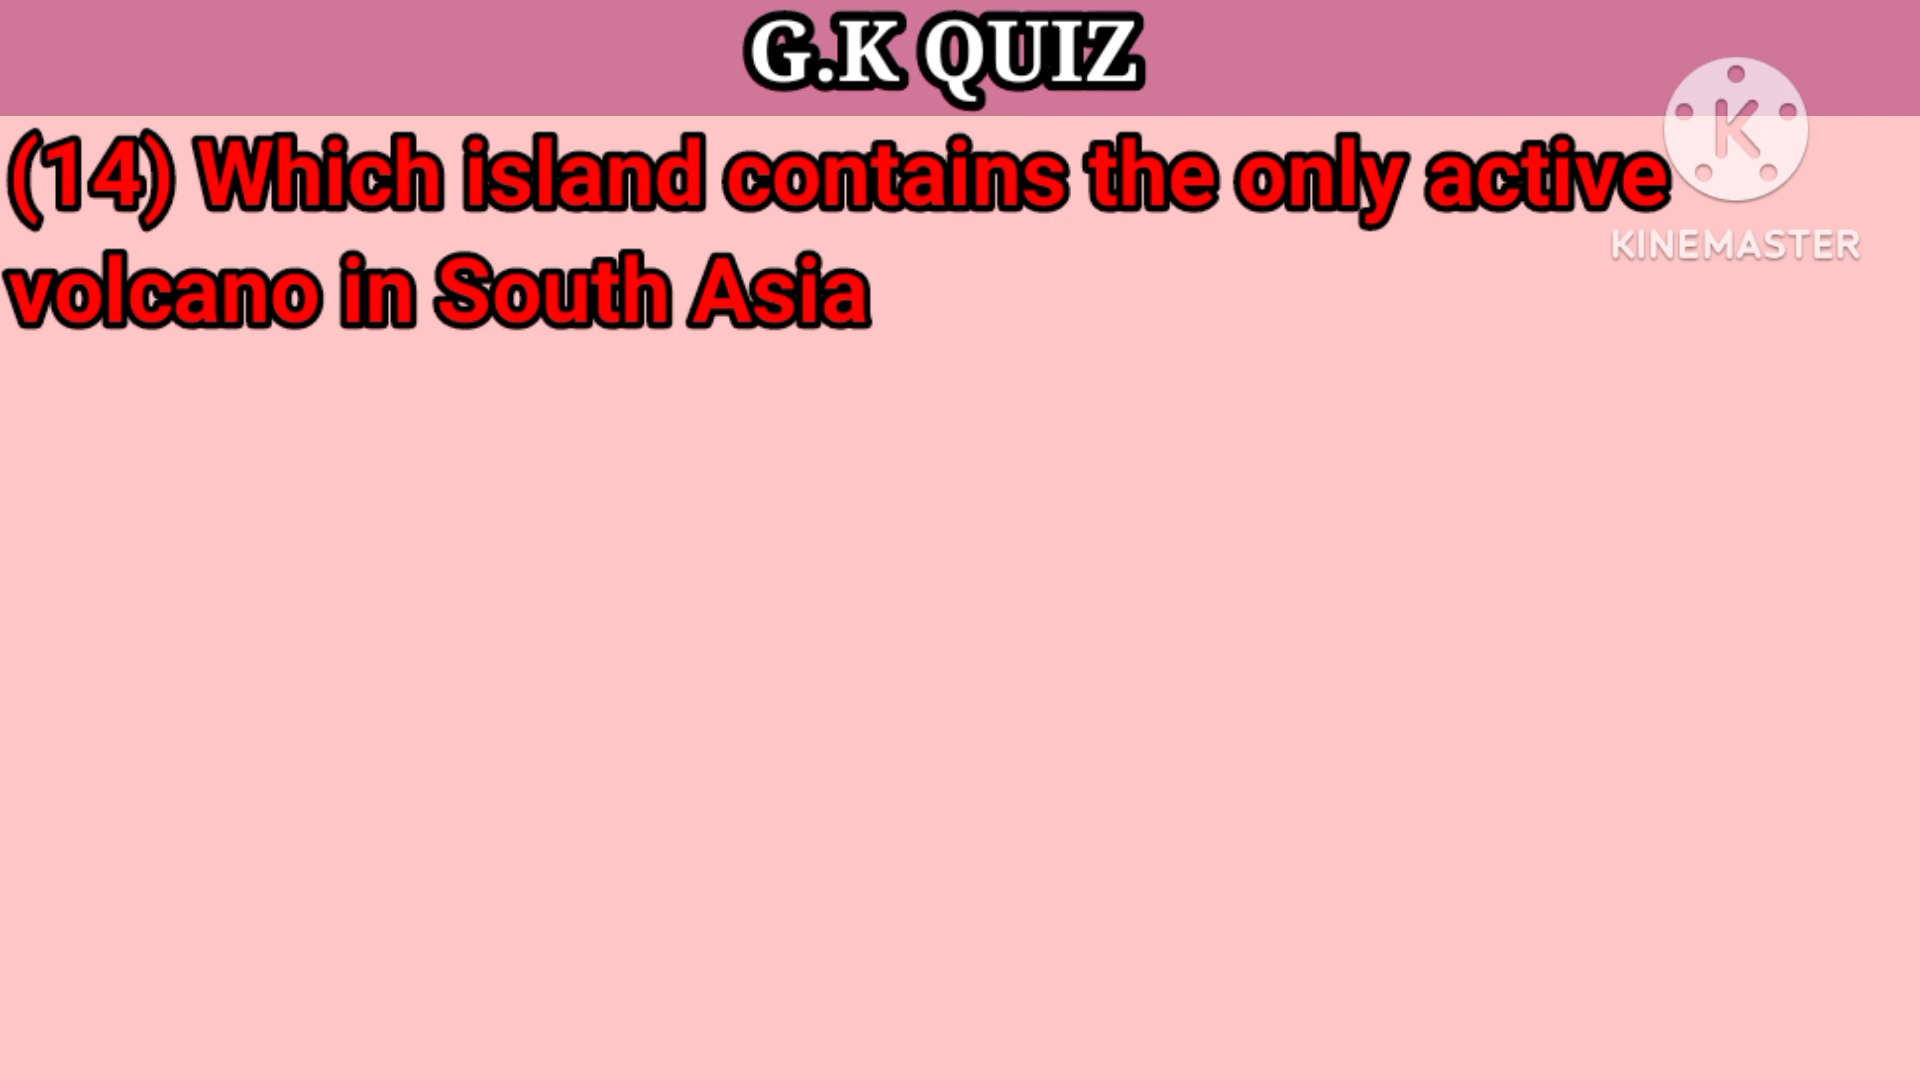 G.K QUIZ
(14) Which island contains the only active
volcano in South Asia
K
KINEMASTER